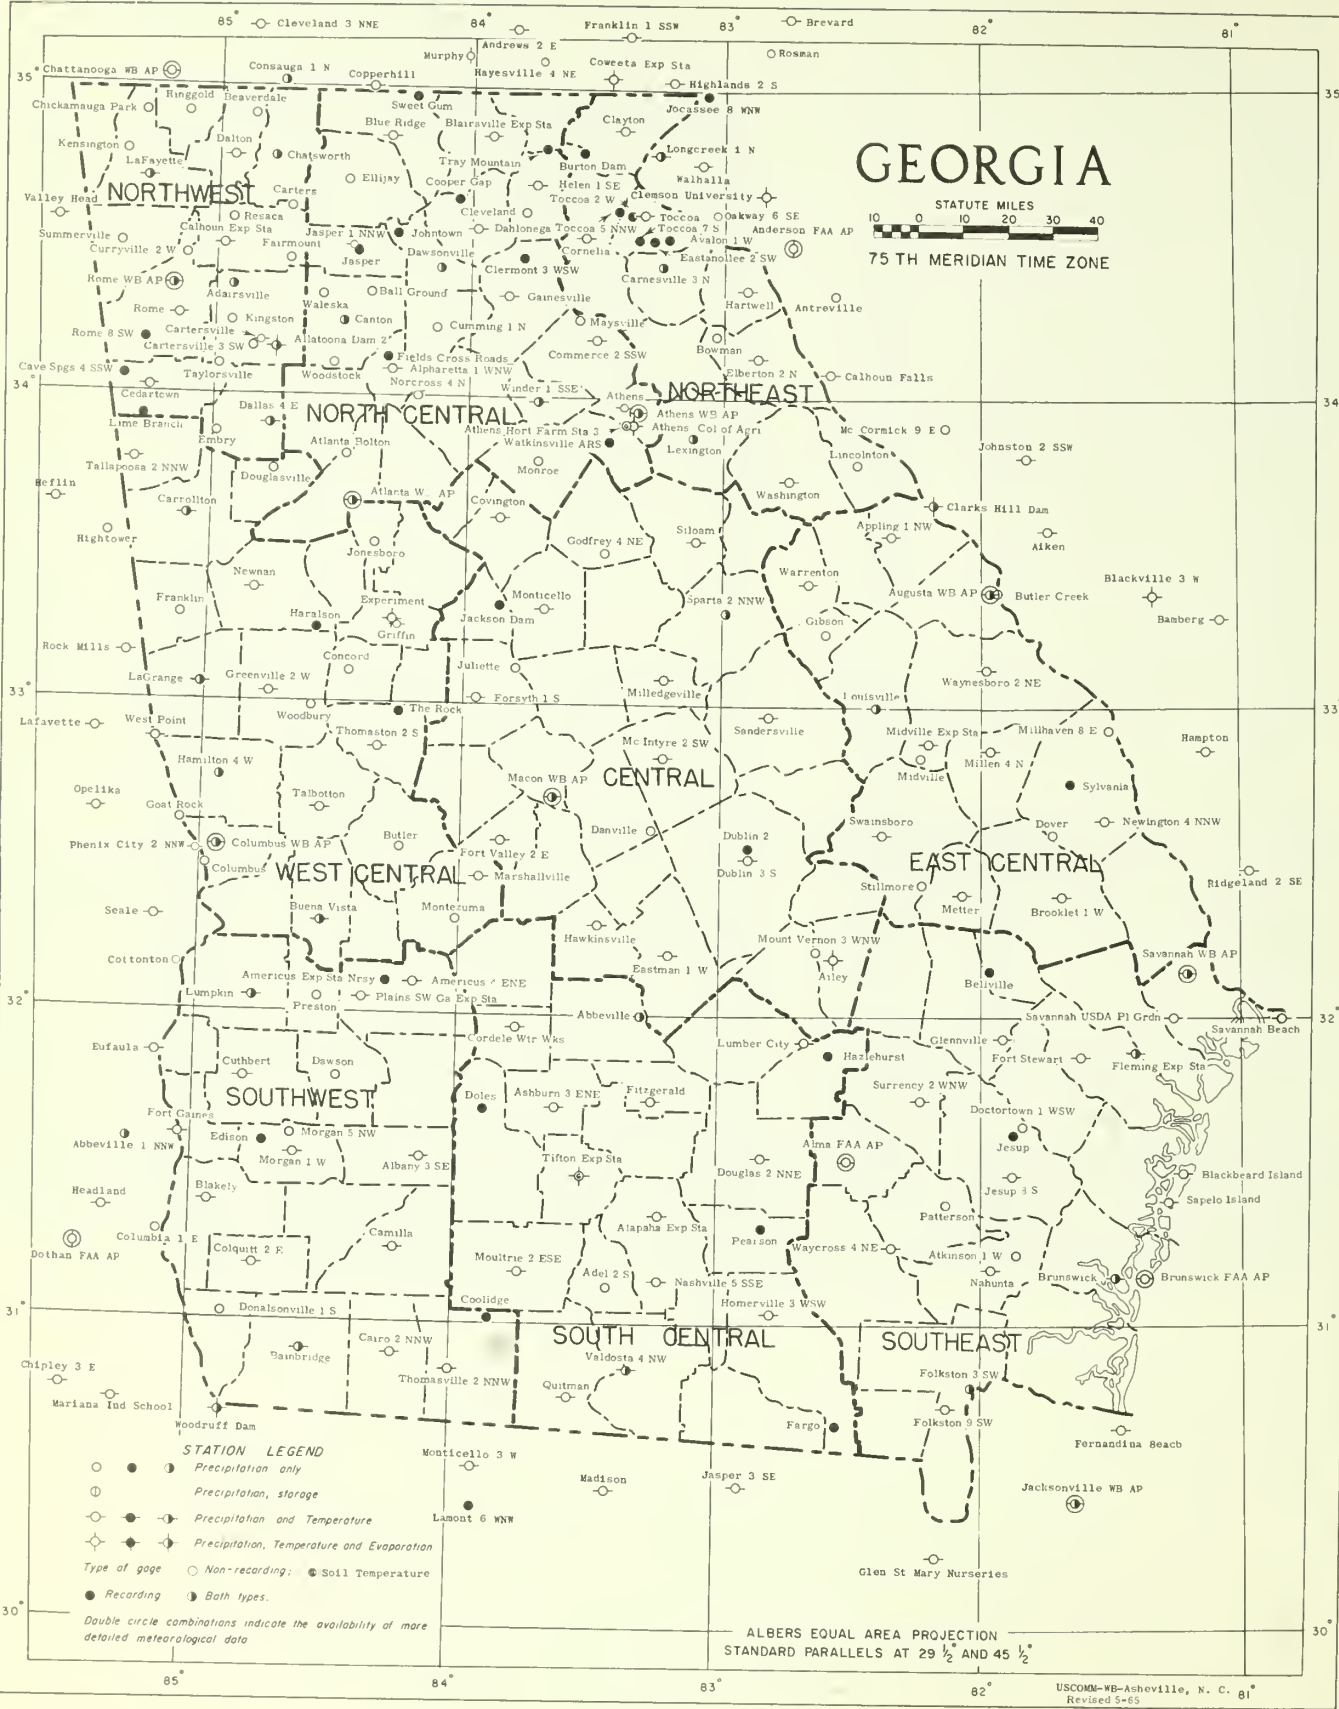 85°
Cleveland 3 NNE
84°
Franklin 1 SSW
83°
Brevard
82°
81°
Murphy
Andrews 2 E
Rosman
35°
Chattanooga WB AP
Consauga 1 N
Copperhill
Hayesville 4 NE
Coweeta Exp Sta
Highlands 2 S
35°
Chickamauga Park
Ringgold
Beaverdale
Sweet Gum
Jocassee 8 WNW
Blue Ridge
Blairsville Exp Sta
Clayton
Kensington
Dalton
LaFayette
Chatsworth
Tray Mountain
Burton Dam
Longcreek 1 N
Walhalla
GEORGIA
Ellijay
Cooper Gap
Helen 1 SE
NORTHWEST
Carters
Toccoa 2 W
Clemson University
STATUTE MILES
Valley Head
Resaca
Cleveland
Toccoa
Oakway 6 SE
10 0 10 20 30 40
Summerville
Calhoun Exp Sta
Jasper 1 NNW
Johntown
Dahlonega
Toccoa 5 NNW
Toccoa 7 S
Anderson FAA AP
Curryville 2 W
Fairmount
Jasper
Dawsonville
Cornelia
Avalon 1 W
Eastanollee 2 SW
75 TH MERIDIAN TIME ZONE
Clermont 3 WSW
Rome WB AP
Adairsville
Carnesville 3 N
Waleska
Ball Ground
Gainesville
Hartwell
Antreville
Rome
Kingston
Canton
Rome 8 SW
Cartersville
Cumming 1 N
Maysville
Cartersville 3 SW
Allatoona Dam 2
Commerce 2 SSW
Bowman
Cave Spgs 4 SSW
Taylorsville
Woodstock
Fields Cross Roads
Alpharetta 1 WNW
Elberton 2 N
Calhoun Falls
34°
Cedartown
Norcross 4 N
Winder 1 SSE
Athens
NORTHEAST
34°
Dallas 4 E
NORTH CENTRAL
Athens WB AP
Lime Branch
Embry
Atlanta Bolton
Athens Hort Farm Sta 3
Athens Col of Agri
Mc Cormick 9 E
Watkinsville ARS
Lexington
Johnston 2 SSW
Tallapoosa 2 NNW
Monroe
Lincolnton
Douglasville
Heflin
Carrollton
Atlanta W AP
Covington
Washington
Clarks Hill Dam
Hightower
Jonesboro
Godfrey 4 NE
Siloam
Appling 1 NW
Aiken
Newnan
Warrenton
Blackville 3 W
Franklin
Experiment
Monticello
Sparta 2 NNW
Augusta WB AP
Butler Creek
Haralson
Griffin
Jackson Dam
Gibson
Bamberg
Rock Mills
Concord
Juliette
LaGrange
Greenville 2 W
Milledgeville
Waynesboro 2 NE
33°
Forsyth 1 S
Louisville
33°
Lafayette
West Point
Woodbury
The Rock
Sandersville
Midville Exp Sta
Millhaven 8 E
Hampton
Thomaston 2 S
Mc Intyre 2 SW
Millen 4 N
Hamilton 4 W
Macon WB AP
CENTRAL
Midville
Opelika
Talbotton
Sylvania
Goat Rock
Danville
Dublin 2
Swainsboro
Dover
Newington 4 NNW
Phenix City 2 NNW
Columbus WB AP
Butler
Fort Valley 2 E
Columbus
WEST CENTRAL
Marshallville
Dublin 3 S
EAST CENTRAL
Stillmore
Ridgeland 2 SE
Seale
Buena Vista
Montezuma
Metter
Brooklet 1 W
Hawkinsville
Mount Vernon 3 WNW
Cottonton
Eastman 1 W
Ailey
Savannah WB AP
Americus Exp Sta Nrsy
Americus 4 ENE
Bellville
Lumpkin
Preston
Plains SW Ga Exp Sta
32°
Abbeville
Savannah USDA Pl Grdn
32°
Cordele Wtr Wks
Savannah Beach
Eufaula
Lumber City
Hazlehurst
Glennville
Cuthbert
Dawson
Fort Stewart
Fleming Exp Sta
SOUTHWEST
Doles
Ashburn 3 ENE
Fitzgerald
Surrency 2 WNW
Fort Gaines
Doctortown 1 WSW
Abbeville 1 NNW
Edison
Morgan 5 NW
Alma FAA AP
Jesup
Morgan 1 W
Albany 3 SE
Tifton Exp Sta
Douglas 2 NNE
Blackbeard Island
Headland
Blakely
Jesup 8 S
Sapelo Island
Alapaha Exp Sta
Patterson
Columbia 1 E
Camilla
Pearson
Dothan FAA AP
Colquitt 2 E
Moultrie 2 ESE
Waycross 4 NE
Atkinson 1 W
Adel 2 S
Nashville 5 SSE
Nahunta
Brunswick
Brunswick FAA AP
31°
Donalsonville 1 S
Coolidge
Homerville 3 WSW
31°
Cairo 2 NNW
SOUTH CENTRAL
SOUTHEAST
Bainbridge
Valdosta 4 NW
Chipley 3 E
Thomasville 2 NNW
Folkston 3 SW
Quitman
Mariana Ind School
Woodruff Dam
Fargo
Folkston 9 SW
Fernandina Beach
STATION LEGEND
Monticello 3 W
Precipitation only
Madison
Jasper 3 SE
Precipitation, storage
Jacksonville WB AP
Precipitation and Temperature
Lamont 6 WNW
Precipitation, Temperature and Evaporation
Type of gage Non-recording; Soil Temperature
Glen St Mary Nurseries
Recording Both types.
30°
Double circle combinations indicate the availability of more
detailed meteorological data
ALBERS EQUAL AREA PROJECTION
30°
STANDARD PARALLELS AT 29 ½° AND 45 ½°
85°
84°
83°
82°
81°
USCOMM-WB-Asheville, N. C.
Revised 5-65